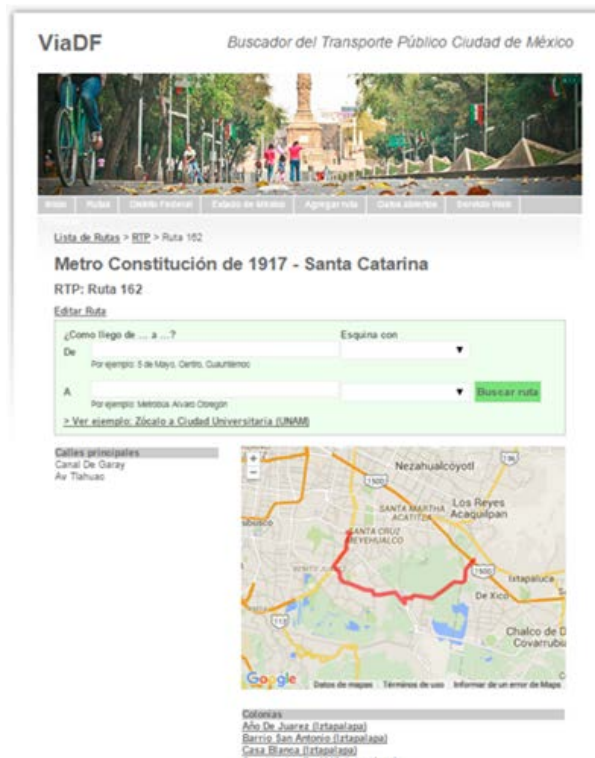 ViaDF
Buscador del Transporte Público Ciudad de México
Inicio Rutas Distrito Federal Estado de México Agregar ruta Datos abiertos Servicio Web
Lista de Rutas > RTP > Ruta 162
Metro Constitución de 1917 - Santa Catarina
RTP: Ruta 162
Editar Ruta
¿Como llego de ... a ...?
Esquina con
De
Por ejemplo: 5 de Mayo, Centro, Cuauhtemoc
A
Buscar ruta
Por ejemplo: Metrobus Alvaro Obregón
> Ver ejemplo: Zócalo a Ciudad Universitaria (UNAM)
Calles principales
Canal De Garay
Av Tlahuac
+
−
Nezahualcóyotl
SANTA MARTHA
ACATITLA
Los Reyes
Acaquilpan
SANTA CRUZ
MEYEHUALCO
Ixtapaluca
De Xico
Chalco de D
Covarrubi
Google
Datos de mapas
Términos de uso
Informar de un error de Maps
Colonias
Año De Juarez (Iztapalapa)
Barrio San Antonio (Iztapalapa)
Casa Blanca (Iztapalapa)